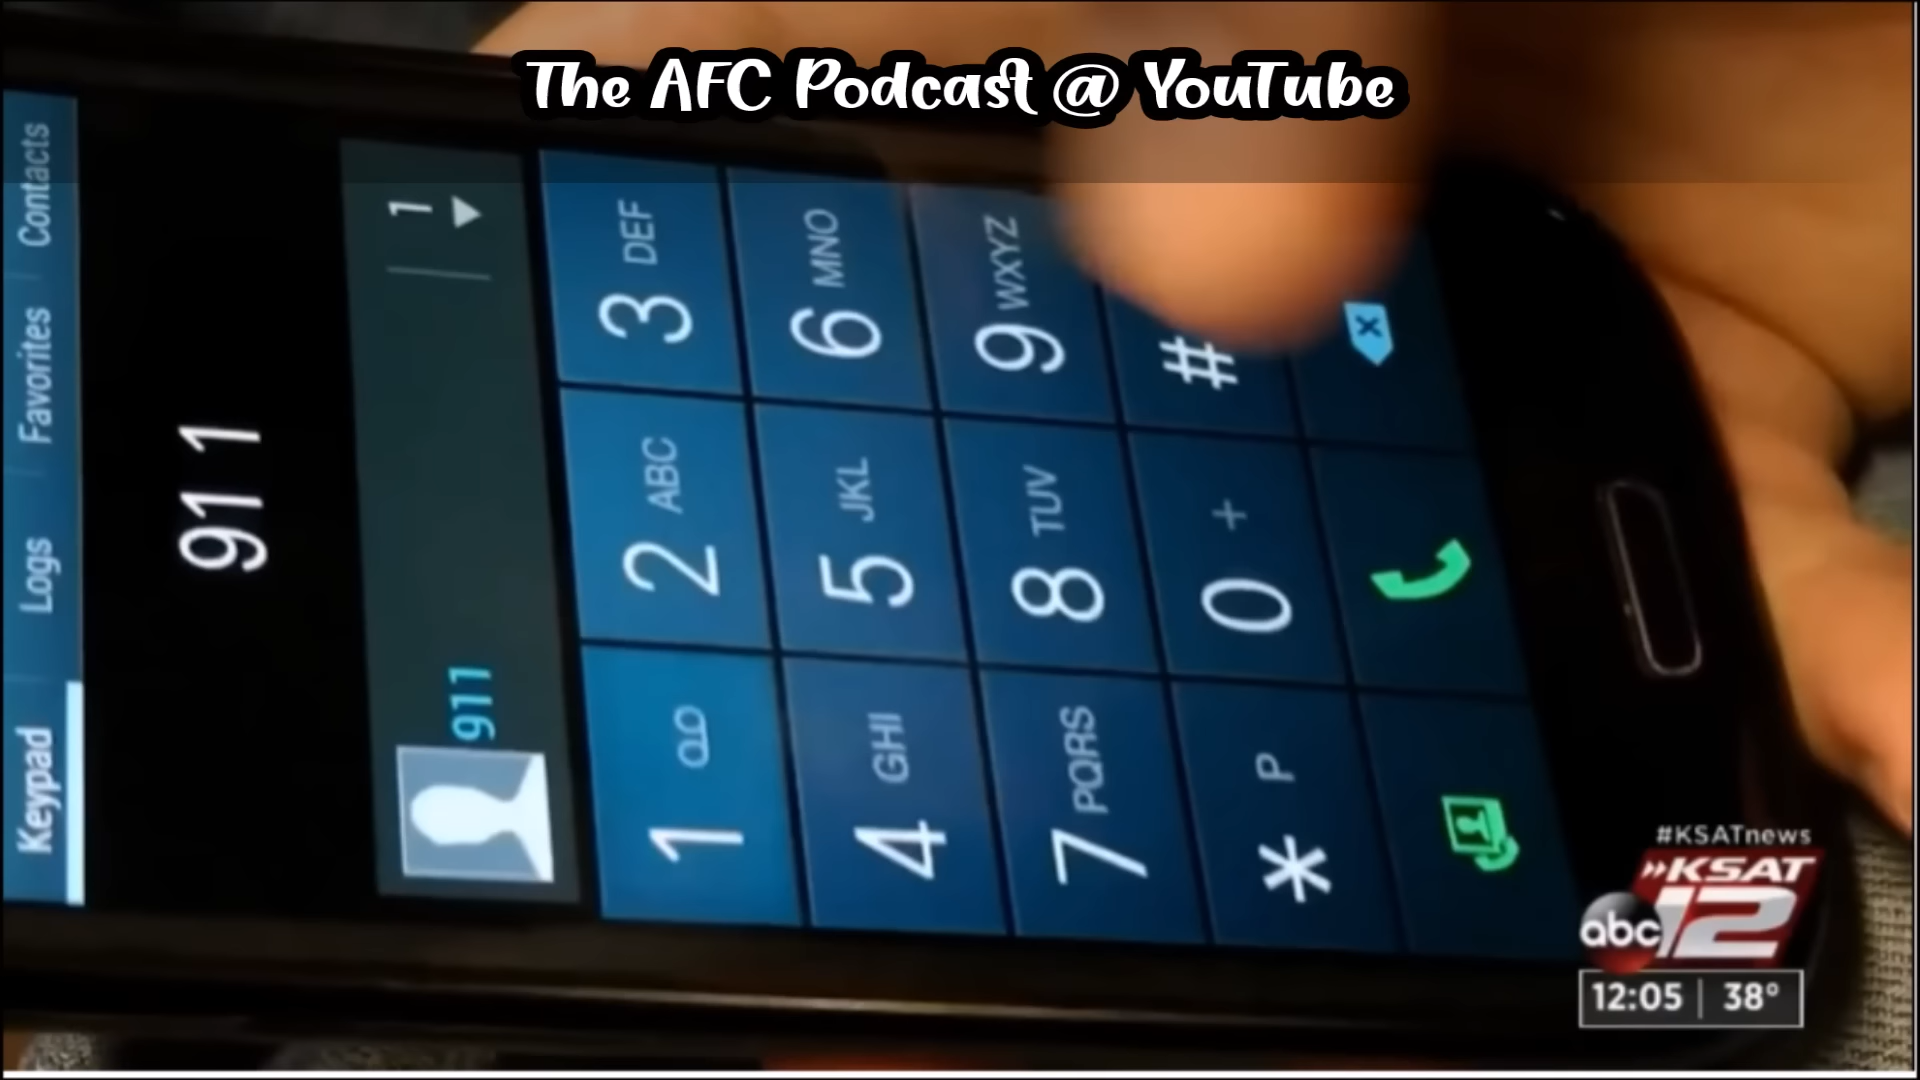 The AFC Podcast @ YouTube
Keypad Logs Favorites Contacts
911
911 1
1 2 ABC 3 DEF
4 GHI 5 JKL 6 MNO
7 PQRS 8 TUV 9 WXYZ
* P 0 + #
#KSATnews
»KSAT
abc 12
12:05 | 38°